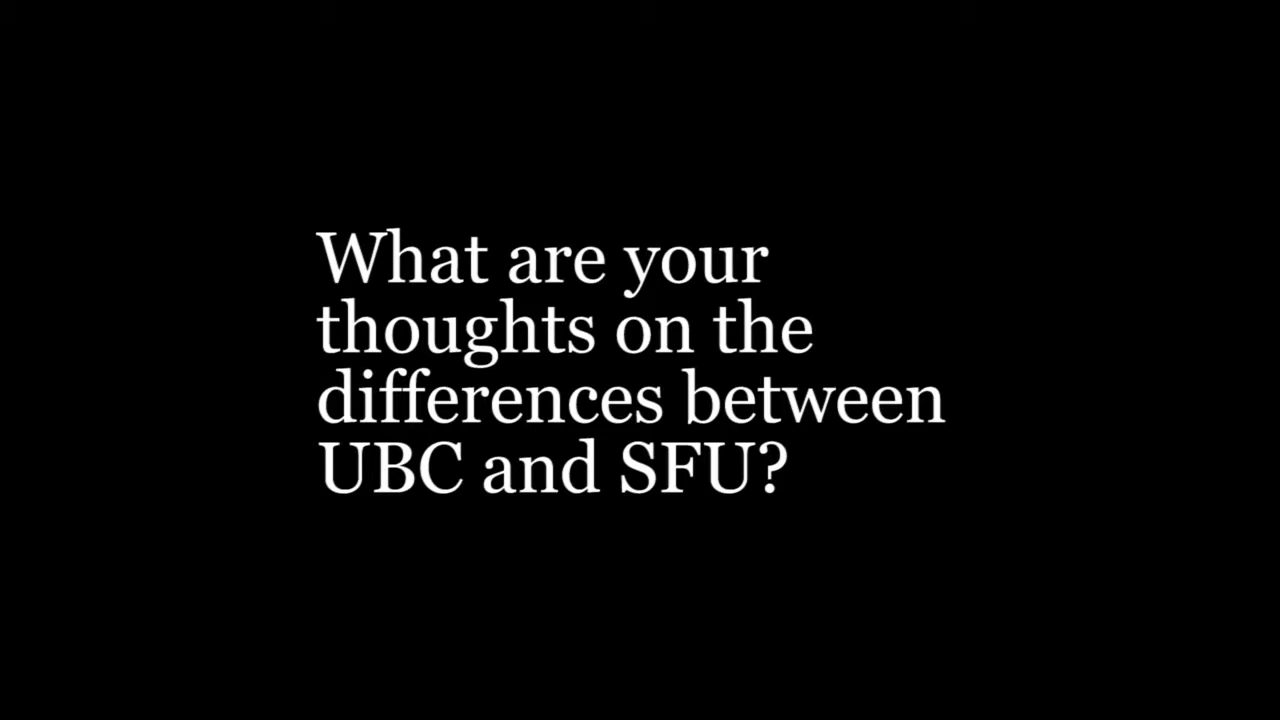 What are your
thoughts on the
differences between
UBC and SFU?